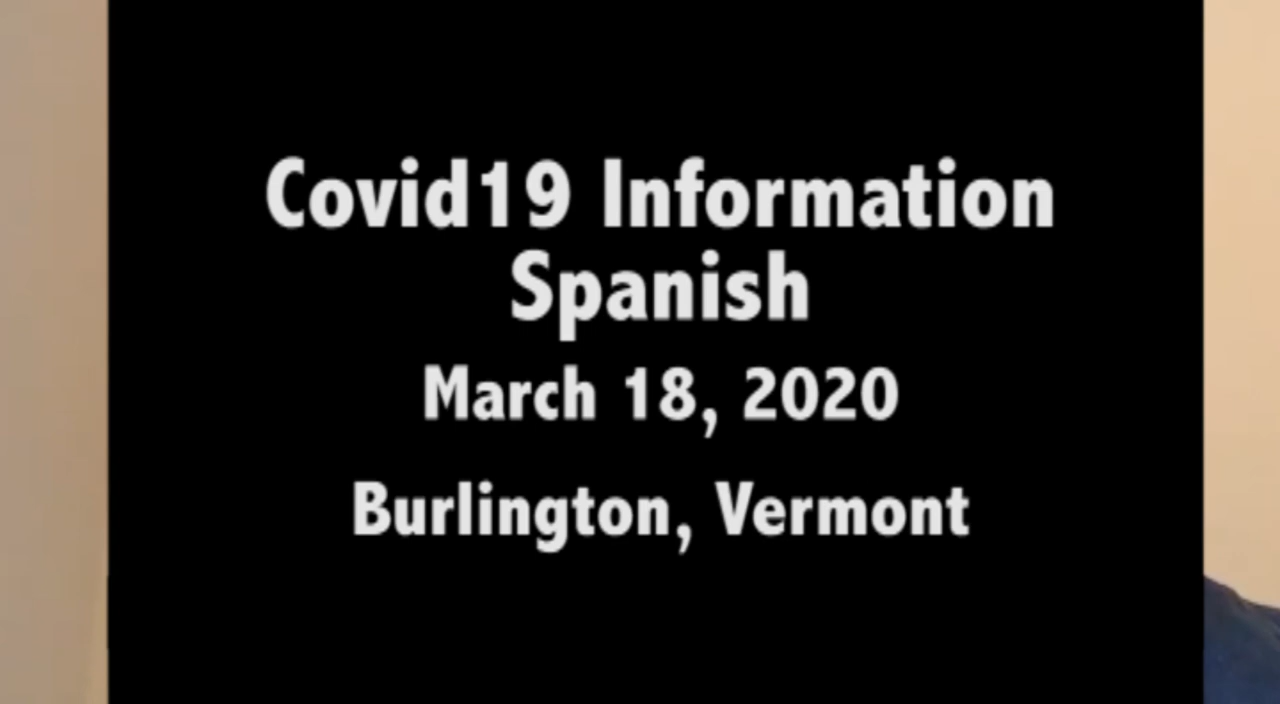 Covid19 Information
Spanish
March 18, 2020
Burlington, Vermont